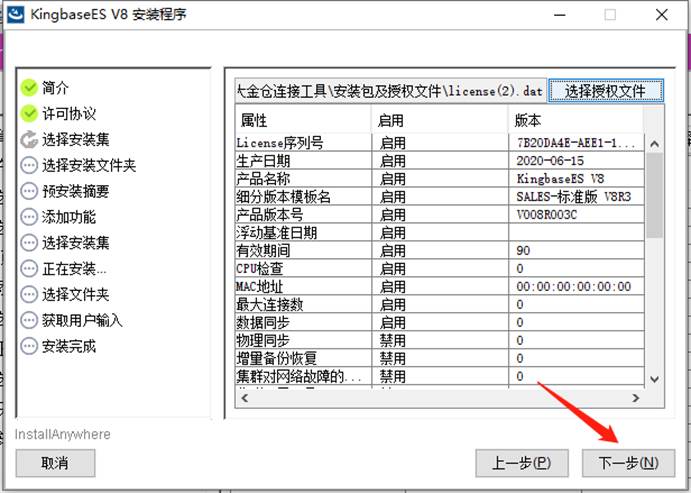 KingbaseES V8 安装程序
简介
许可协议
选择安装集
选择安装文件夹
预安装摘要
添加功能
选择安装集
正在安装...
选择文件夹
获取用户输入
安装完成
大金仓连接工具\安装包及授权文件\license(2).dat 选择授权文件
属性 启用 版本
License序列号 启用 7B20DA4E-AEE1-1...
生产日期 启用 2020-06-15
产品名称 启用 KingbaseES V8
细分版本模板名 启用 SALES-标准版 V8R3
产品版本号 启用 V008R003C
浮动基准日期 启用
有效期间 启用 90
CPU检查 启用 0
MAC地址 启用 00:00:00:00:00:00
最大连接数 启用 0
数据同步 启用 0
物理同步 禁用 0
增量备份恢复 禁用 0
集群对网络故障的... 禁用 0
InstallAnywhere
取消 上一步(P) 下一步(N)